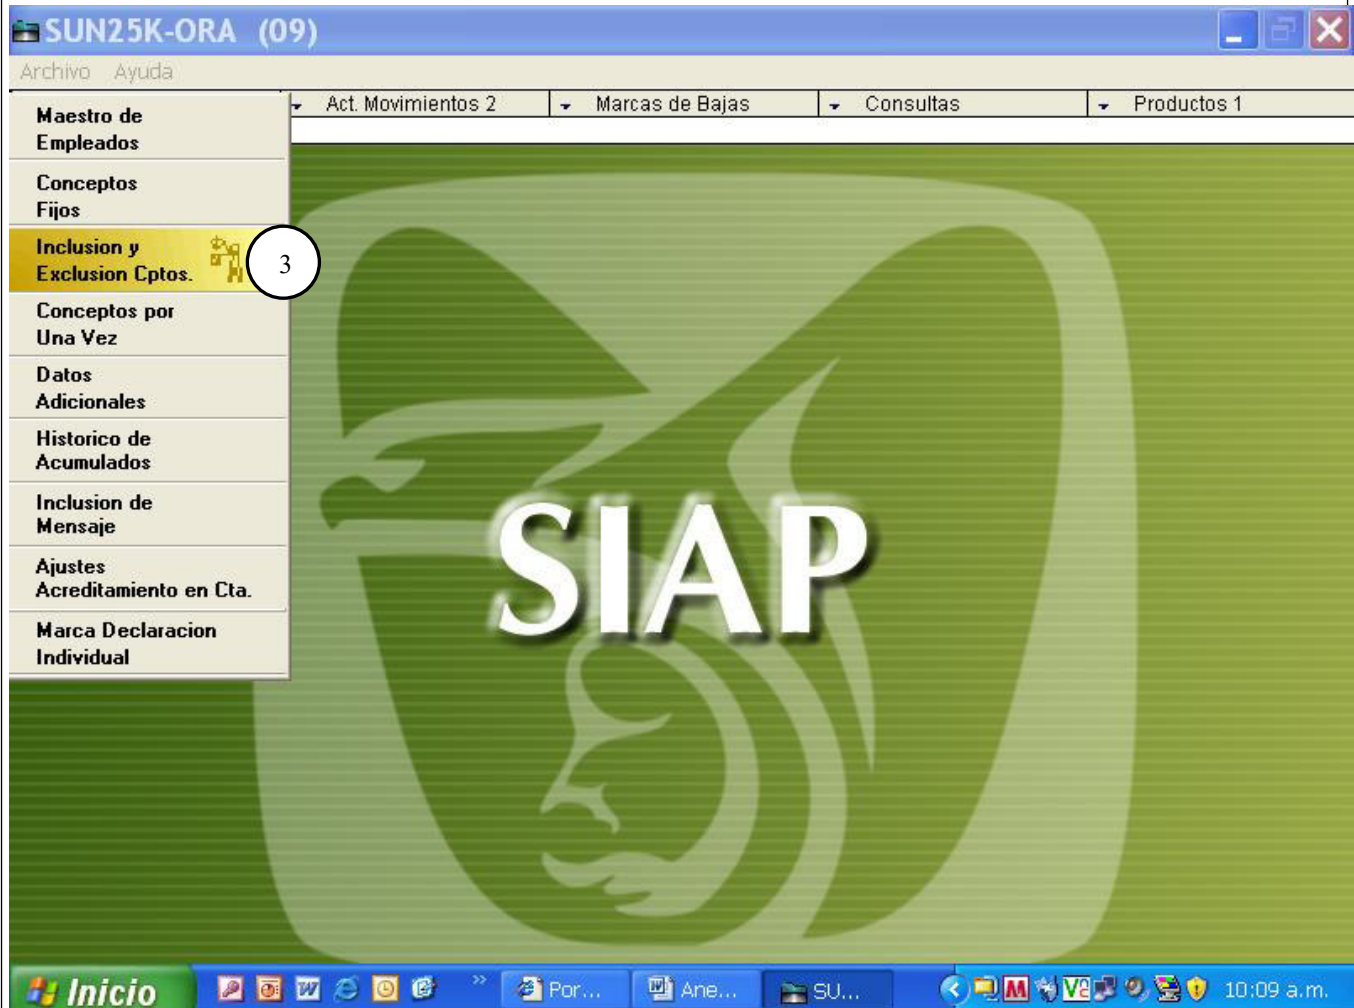 SUN25K-ORA (09)
Archivo Ayuda
Act. Movimientos 2 Marcas de Bajas Consultas Productos 1
Maestro de
Empleados
Conceptos
Fijos
Inclusion y
Exclusion Cptos.
3
Conceptos por
Una Vez
Datos
Adicionales
Historico de
Acumulados
Inclusion de
Mensaje
Ajustes
Acreditamiento en Cta.
Marca Declaracion
Individual
SIAP
Inicio
Por...
Ane...
SU...
10:09 a.m.